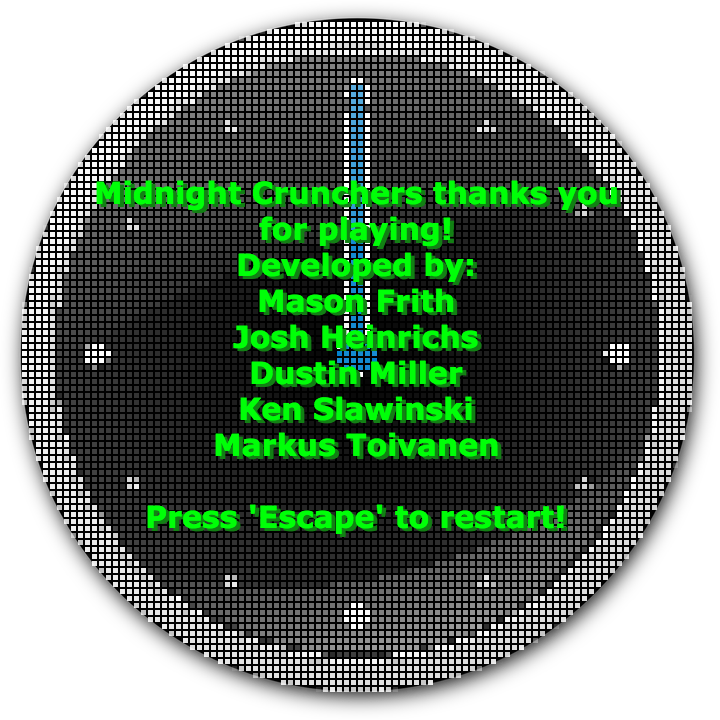 Midnight Crunchers thanks you
for playing!
Developed by:
Mason Frith
Josh Heinrichs
Dustin Miller
Ken Slawinski
Markus Toivanen
Press 'Escape' to restart!